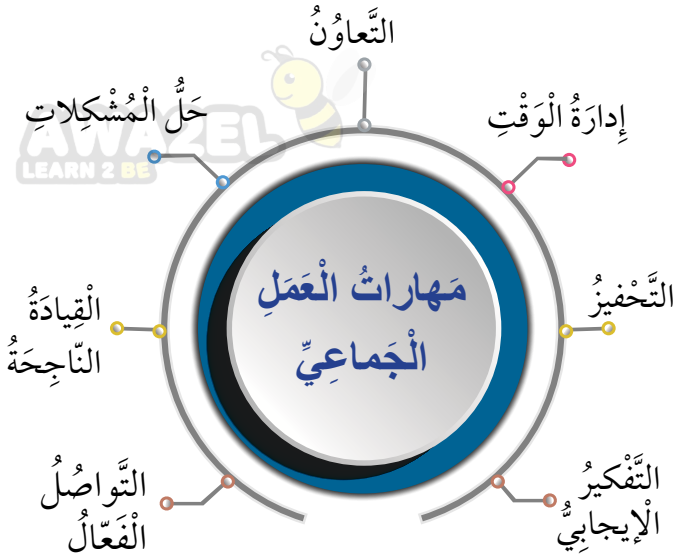 التَّعاوُنُ
إِدارَةُ الْوَقْتِ
حَلُّ الْمُشْكِلاتِ
AWAZEL
LEARN 2 BE
مَهاراتُ الْعَمَلِ
الْجَماعِيِّ
التَّحْفيزُ
الْقِيادَةُ
النّاجِحَةُ
التَّفْكيرُ
الْإيجابِيُّ
التَّواصُلُ
الْفَعّالُ